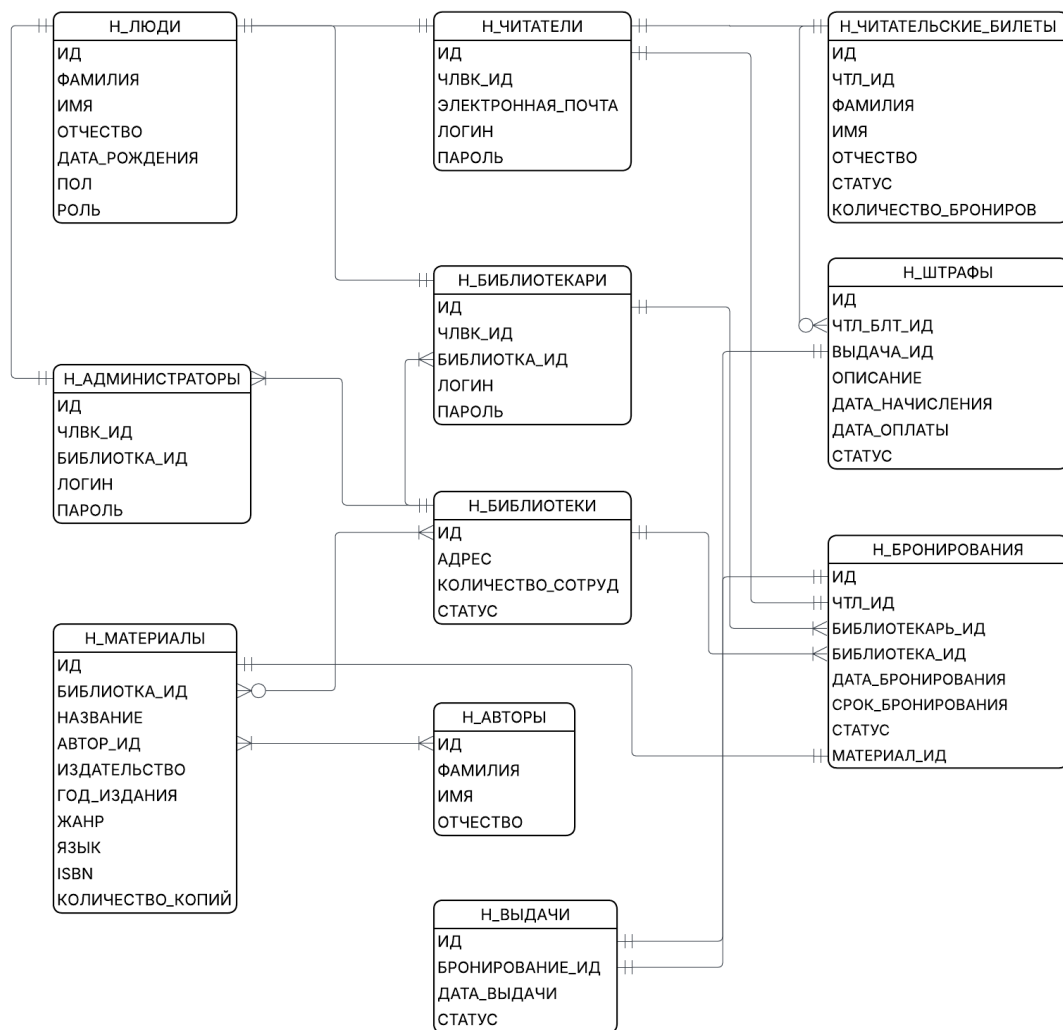 Н_ЛЮДИ
ИД
ФАМИЛИЯ
ИМЯ
ОТЧЕСТВО
ДАТА_РОЖДЕНИЯ
ПОЛ
РОЛЬ
Н_ЧИТАТЕЛИ
ИД
ЧЛВК_ИД
ЭЛЕКТРОННАЯ_ПОЧТА
ЛОГИН
ПАРОЛЬ
Н_ЧИТАТЕЛЬСКИЕ_БИЛЕТЫ
ИД
ЧТЛ_ИД
ФАМИЛИЯ
ИМЯ
ОТЧЕСТВО
СТАТУС
КОЛИЧЕСТВО_БРОНИРОВ
Н_БИБЛИОТЕКАРИ
ИД
ЧЛВК_ИД
БИБЛИОТКА_ИД
ЛОГИН
ПАРОЛЬ
Н_ШТРАФЫ
ИД
ЧТЛ_БЛТ_ИД
ВЫДАЧА_ИД
ОПИСАНИЕ
ДАТА_НАЧИСЛЕНИЯ
ДАТА_ОПЛАТЫ
СТАТУС
Н_АДМИНИСТРАТОРЫ
ИД
ЧЛВК_ИД
БИБЛИОТКА_ИД
ЛОГИН
ПАРОЛЬ
Н_БИБЛИОТЕКИ
ИД
АДРЕС
КОЛИЧЕСТВО_СОТРУД
СТАТУС
Н_БРОНИРОВАНИЯ
ИД
ЧТЛ_ИД
БИБЛИОТЕКАРЬ_ИД
БИБЛИОТЕКА_ИД
ДАТА_БРОНИРОВАНИЯ
СРОК_БРОНИРОВАНИЯ
СТАТУС
МАТЕРИАЛ_ИД
Н_МАТЕРИАЛЫ
ИД
БИБЛИОТКА_ИД
НАЗВАНИЕ
АВТОР_ИД
ИЗДАТЕЛЬСТВО
ГОД_ИЗДАНИЯ
ЖАНР
ЯЗЫК
ISBN
КОЛИЧЕСТВО_КОПИЙ
Н_АВТОРЫ
ИД
ФАМИЛИЯ
ИМЯ
ОТЧЕСТВО
Н_ВЫДАЧИ
ИД
БРОНИРОВАНИЕ_ИД
ДАТА_ВЫДАЧИ
СТАТУС